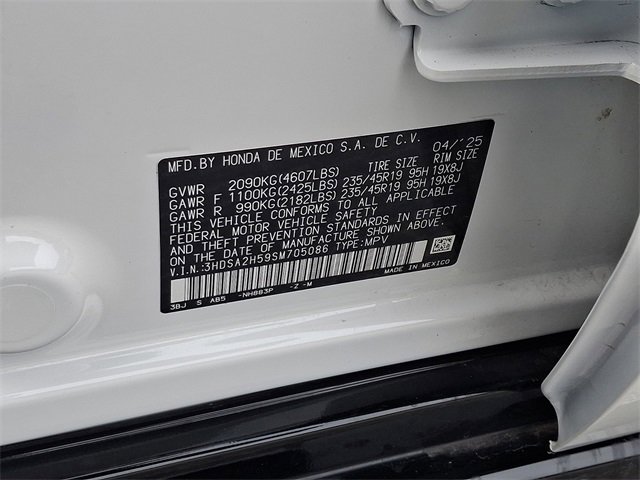 MFD.BY HONDA DE MEXICO S.A. DE C.V. 04/'25
GVWR 2090KG(4607LBS) TIRE SIZE RIM SIZE
GAWR F 1100KG(2425LBS) 235/45R19 95H 19X8J
GAWR R 990KG(2182LBS) 235/45R19 95H 19X8J
THIS VEHICLE CONFORMS TO ALL APPLICABLE
FEDERAL MOTOR VEHICLE SAFETY
AND THEFT PREVENTION STANDARDS IN EFFECT
ON THE DATE OF MANUFACTURE SHOWN ABOVE.
V.I.N.:3HDSA2H59SM705086 TYPE:MPV
3BJ S AB5 -NH883P -Z -M MADE IN MEXICO